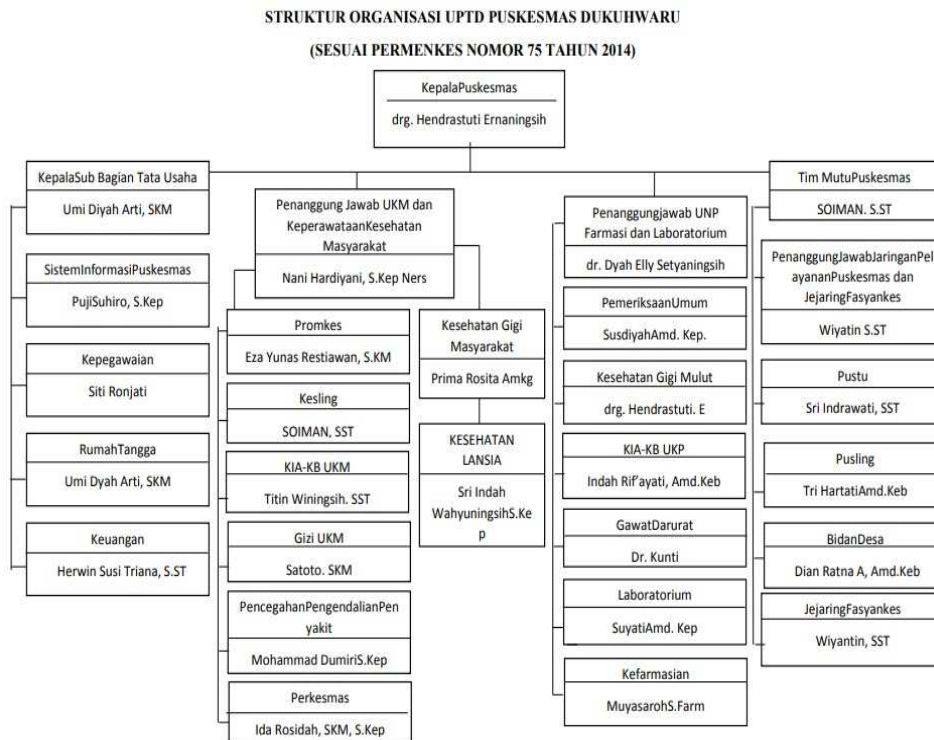 STRUKTUR ORGANISASI UPTD PUSKESMAS DUKUHWARU
(SESUAI PERMENKES NOMOR 75 TAHUN 2014)
KepalaPuskesmas
drg. Hendrastuti Ernaningsih
KepalaSub Bagian Tata Usaha
Umi Diyah Arti, SKM
SistemInformasiPuskesmas
PujiSuhiro, S.Kep
Kepegawaian
Siti Ronjati
RumahTangga
Umi Dyah Arti, SKM
Keuangan
Herwin Susi Triana, S.ST
Penanggung Jawab UKM dan
KeperawataanKesehatan
Masyarakat
Nani Hardiyani, S.Kep Ners
Promkes
Eza Yunas Restiawan, S.KM
Kesling
SOIMAN, SST
KIA-KB UKM
Titin Winingsih. SST
Gizi UKM
Satoto. SKM
PencegahanPengendalianPen
yakit
Mohammad DumiriS.Kep
Perkesmas
Ida Rosidah, SKM, S.Kep
Kesehatan Gigi
Masyarakat
Prima Rosita Amkg
KESEHATAN
LANSIA
Sri Indah
WahyuningsihS.Ke
p
Penanggungjawab UNP
Farmasi dan Laboratorium
dr. Dyah Elly Setyaningsih
PemeriksaanUmum
SusdiyahAmd. Kep.
Kesehatan Gigi Mulut
drg. Hendrastuti. E
KIA-KB UKP
Indah Rif'ayati, Amd.Keb
GawatDarurat
Dr. Kunti
Laboratorium
SuyatiAmd. Kep
Kefarmasian
MuyasarohS.Farm
Tim MutuPuskesmas
SOIMAN. S.ST
PenanggungJawabJaringanPel
ayananPuskesmas dan
JejaringFasyankes
Wiyatin S.ST
Pustu
Sri Indrawati, SST
Pusling
Tri HartatiAmd.Keb
BidanDesa
Dian Ratna A, Amd.Keb
JejaringFasyankes
Wiyantin, SST